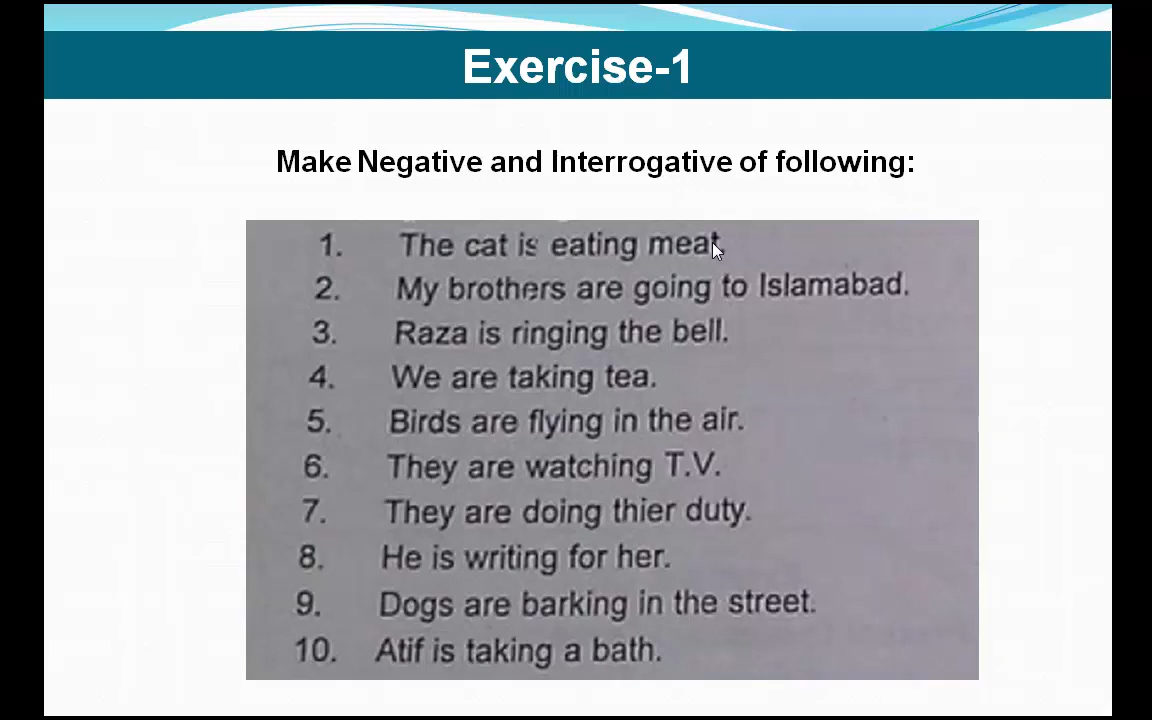 Exercise-1
Make Negative and Interrogative of following:
1. The cat is eating meat
2. My brothers are going to Islamabad.
3. Raza is ringing the bell.
4. We are taking tea.
5. Birds are flying in the air.
6. They are watching T.V.
7. They are doing thier duty.
8. He is writing for her.
9. Dogs are barking in the street.
10. Atif is taking a bath.